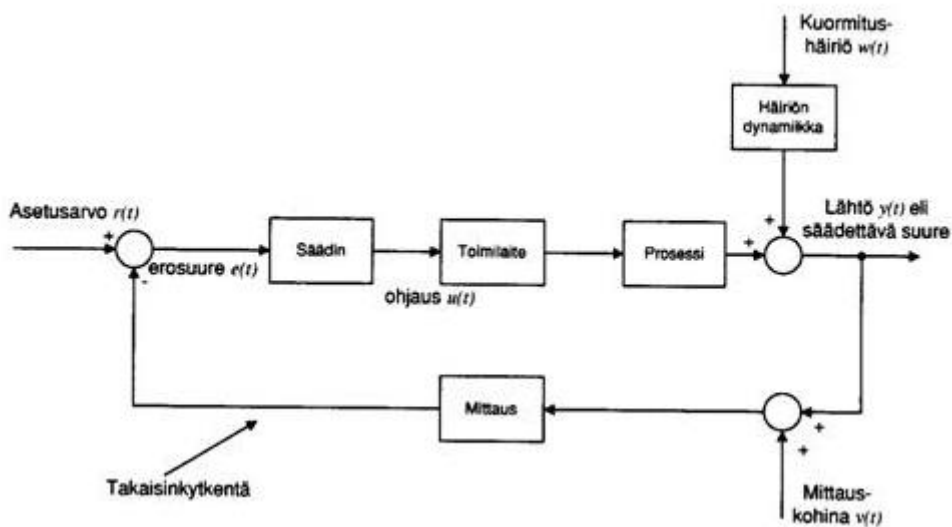 Kuormitus-
häiriö w(t)
Häiriön
dynamiikka
Asetusarvo r(t)
Lähtö y(t) eli
säädettävä suure
+
+
+
Säädin
Toimilaite
Prosessi
erosuure e(t)
-
ohjaus u(t)
Mittaus
+
+
Takaisinkytkentä
Mittaus-
kohina v(t)